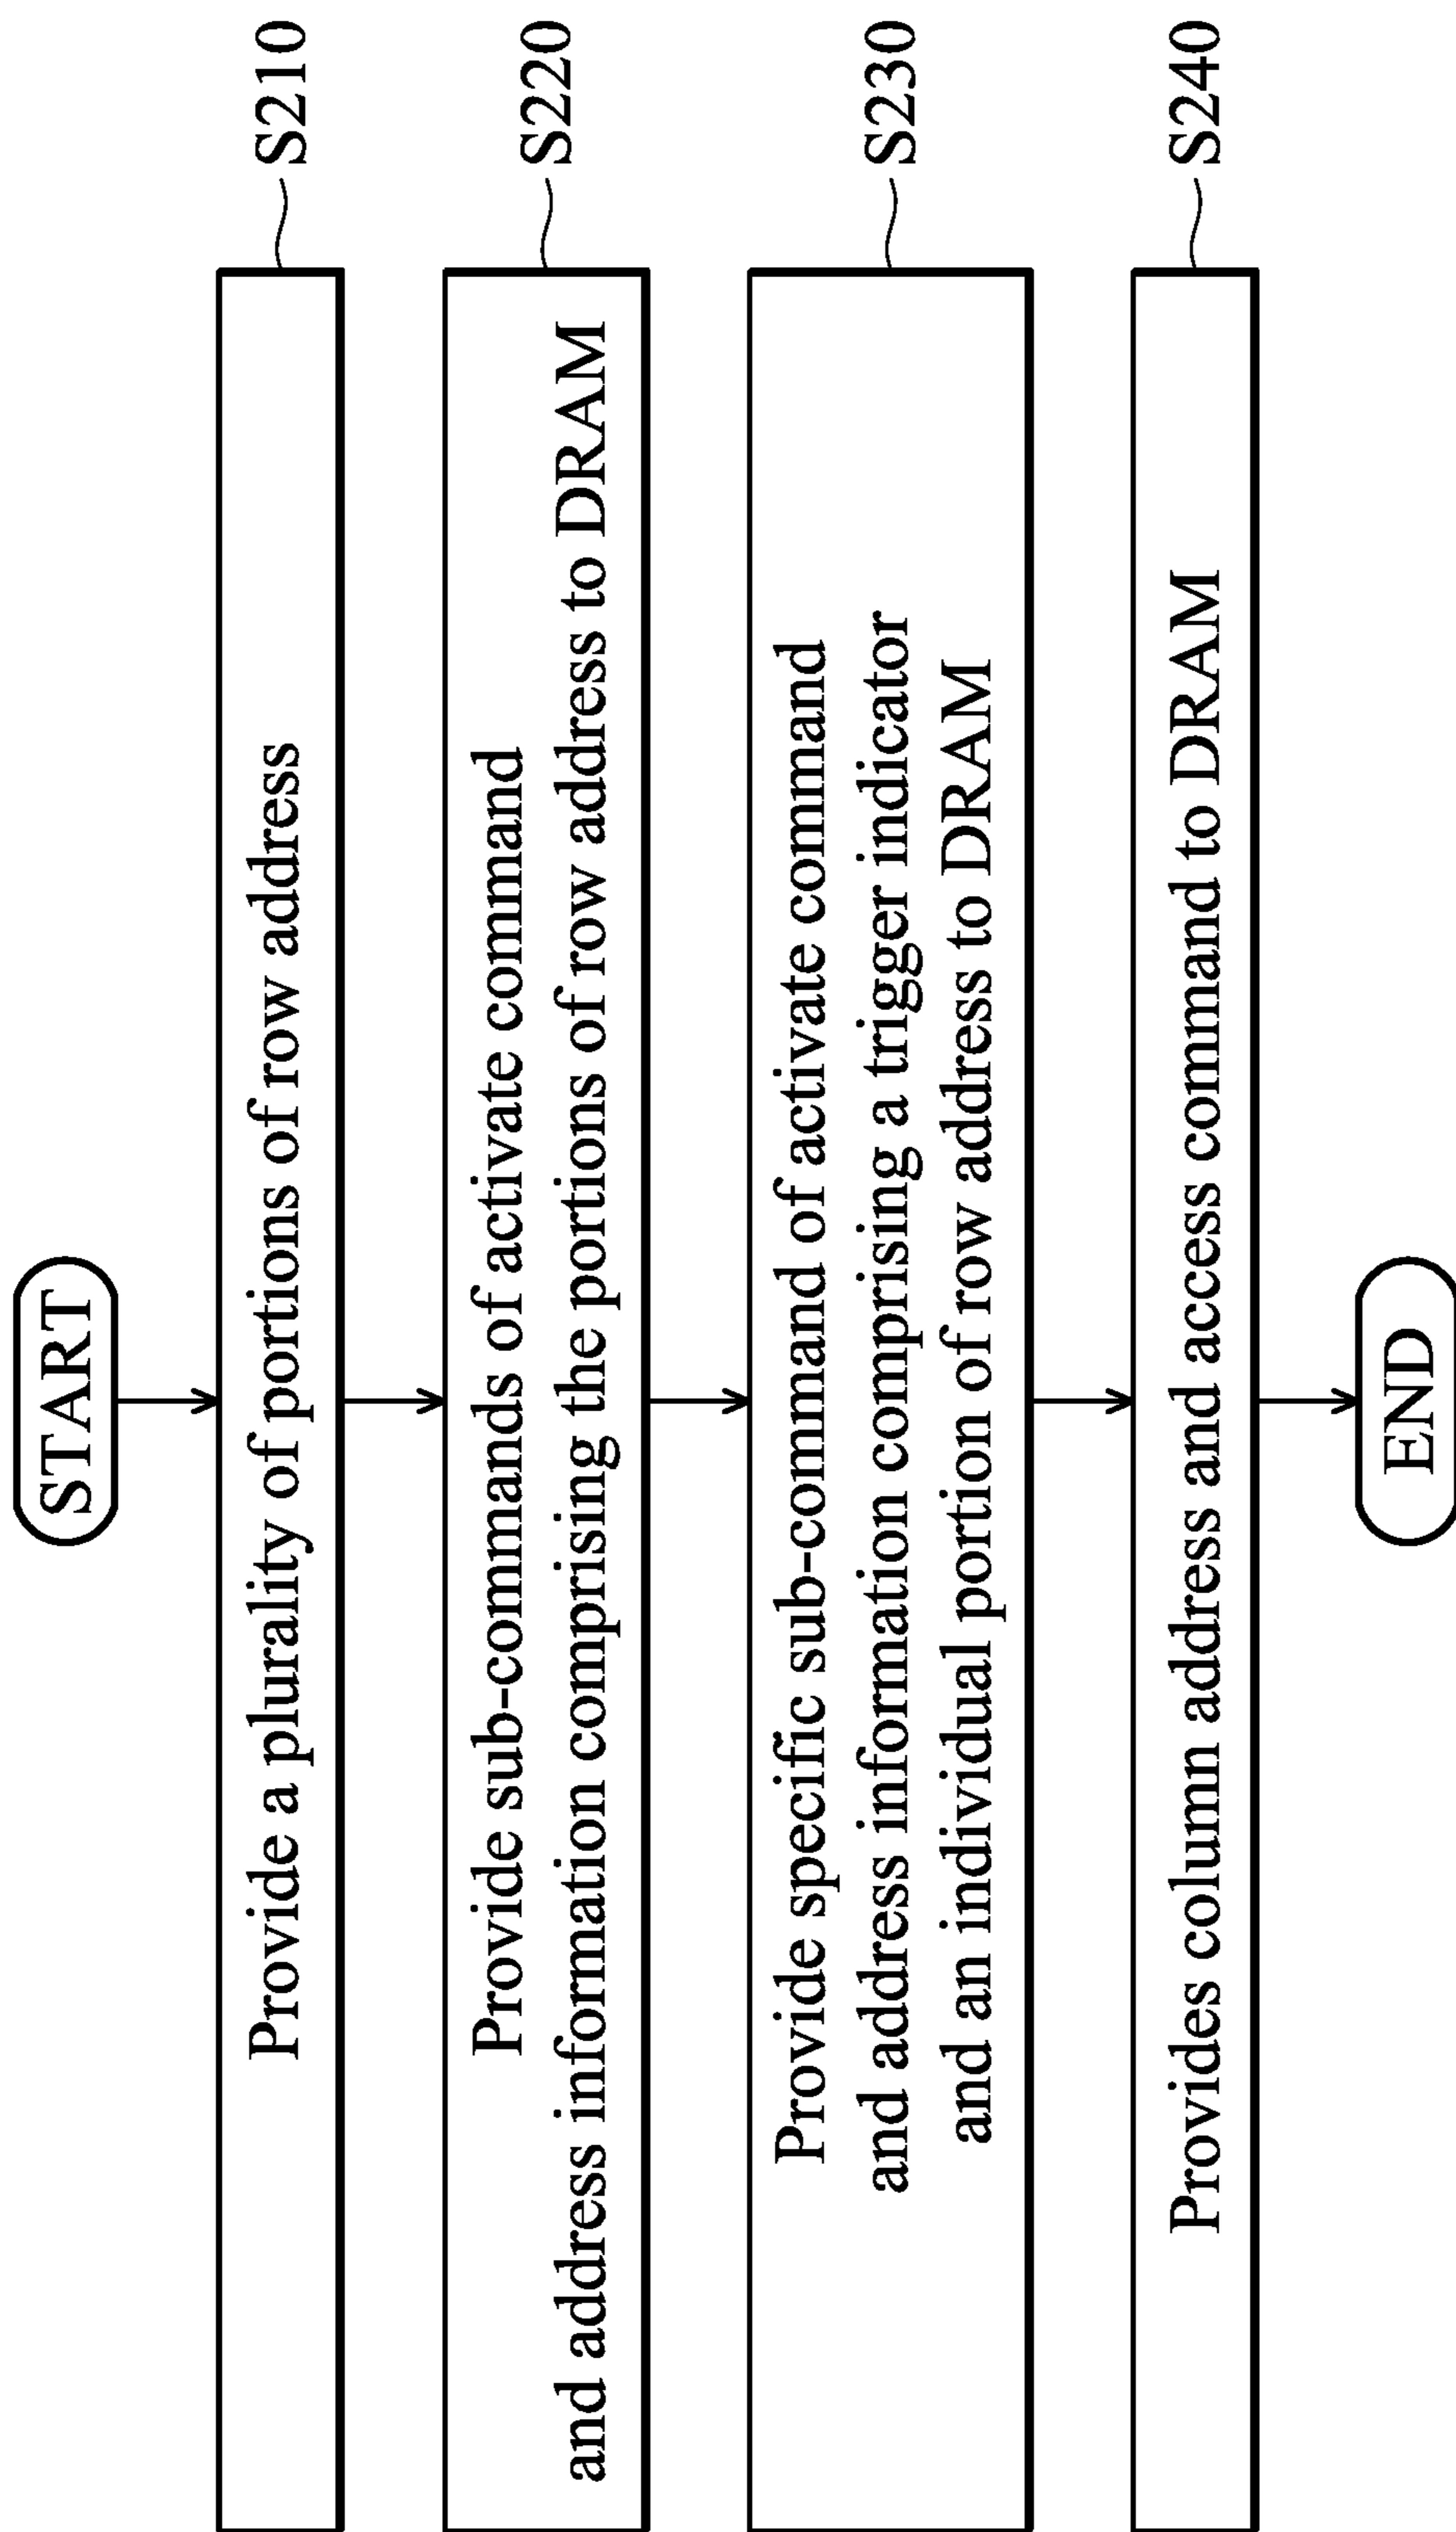 START
Provide a plurality of portions of row address
S210
Provide sub-commands of activate command
and address information comprising the portions of row address to DRAM
S220
Provide specific sub-command of activate command
and address information comprising a trigger indicator
and an individual portion of row address to DRAM
S230
Provides column address and access command to DRAM
S240
END